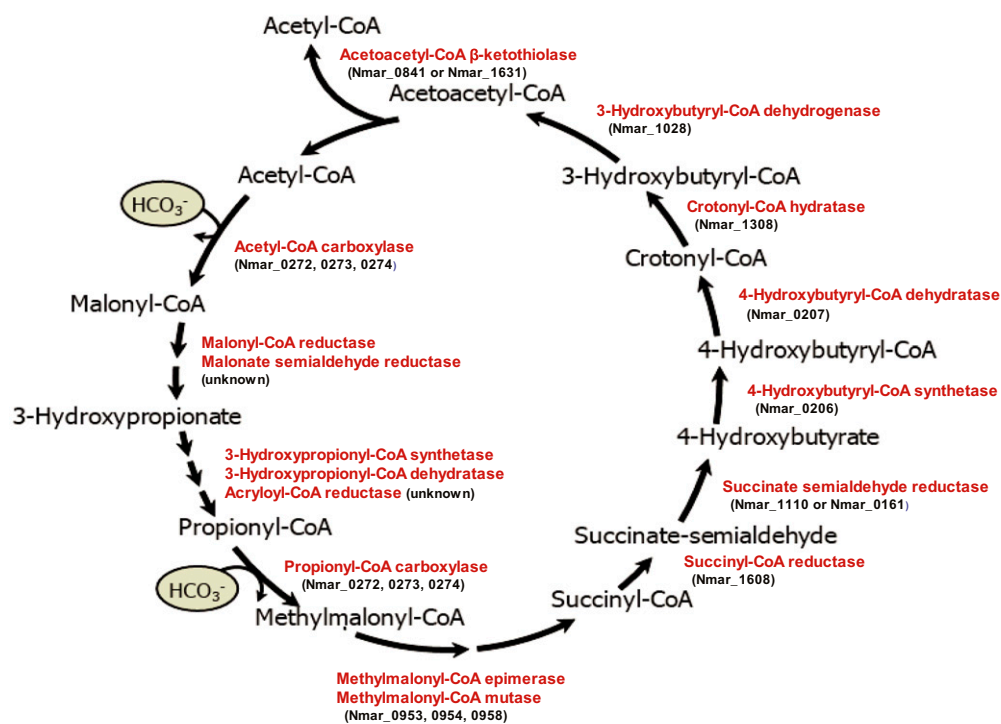 Acetyl-CoA
Acetoacetyl-CoA β-ketothiolase
(Nmar_0841 or Nmar_1631)
Acetoacetyl-CoA
3-Hydroxybutyryl-CoA dehydrogenase
(Nmar_1028)
Acetyl-CoA
3-Hydroxybutyryl-CoA
HCO3-
Crotonyl-CoA hydratase
(Nmar_1308)
Acetyl-CoA carboxylase
(Nmar_0272, 0273, 0274)
Crotonyl-CoA
Malonyl-CoA
4-Hydroxybutyryl-CoA dehydratase
(Nmar_0207)
Malonyl-CoA reductase
Malonate semialdehyde reductase
(unknown)
4-Hydroxybutyryl-CoA
4-Hydroxybutyryl-CoA synthetase
(Nmar_0206)
3-Hydroxypropionate
4-Hydroxybutyrate
3-Hydroxypropionyl-CoA synthetase
3-Hydroxypropionyl-CoA dehydratase
Acryloyl-CoA reductase (unknown)
Succinate semialdehyde reductase
(Nmar_1110 or Nmar_0161)
Propionyl-CoA
Succinate-semialdehyde
Propionyl-CoA carboxylase
(Nmar_0272, 0273, 0274)
Succinyl-CoA reductase
(Nmar_1608)
HCO3-
Succinyl-CoA
Methylmalonyl-CoA
Methylmalonyl-CoA epimerase
Methylmalonyl-CoA mutase
(Nmar_0953, 0954, 0958)